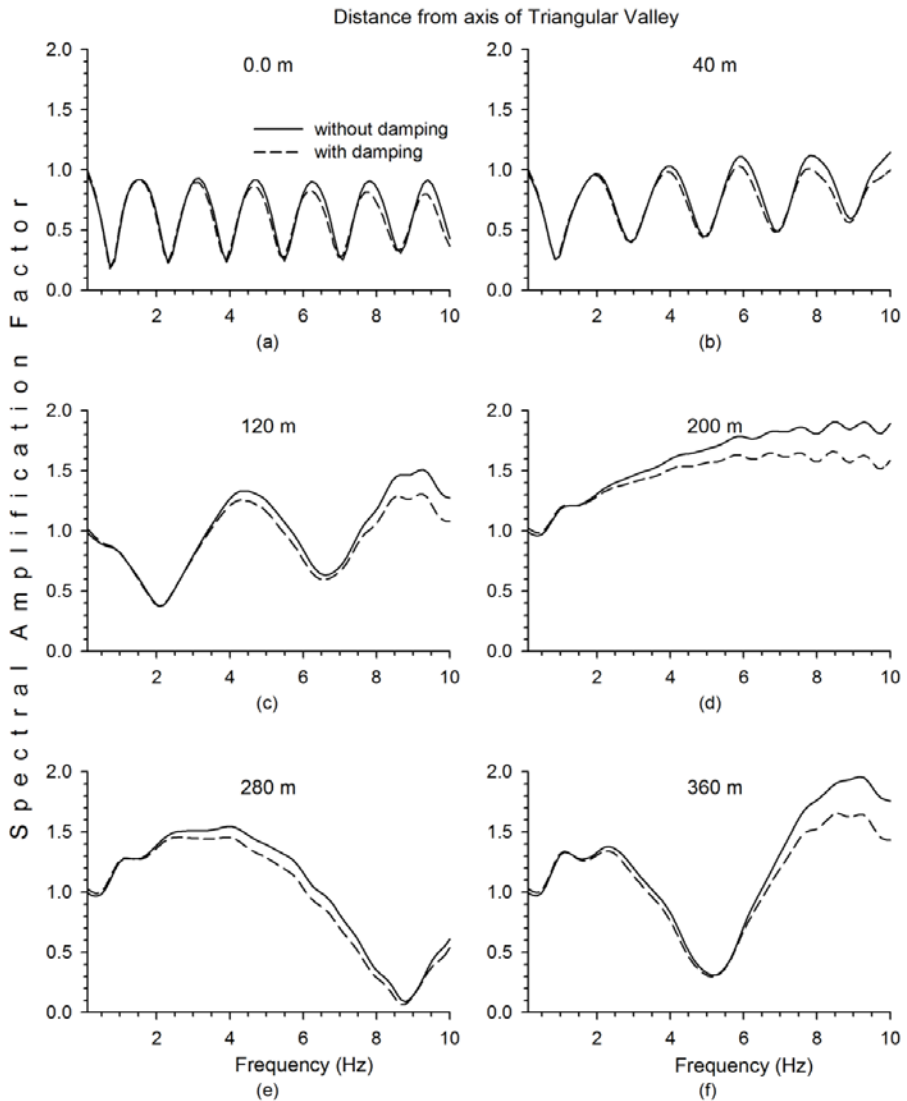 Distance from axis of Triangular Valley
Spectral Amplification Factor
2.0
0.0 m
1.5
without damping
with damping
1.0
0.5
0.0
2 4 6 8 10
(a)
2.0
40 m
1.5
1.0
0.5
0.0
2 4 6 8 10
(b)
2.0
120 m
1.5
1.0
0.5
0.0
2 4 6 8 10
(c)
2.0
200 m
1.5
1.0
0.5
0.0
2 4 6 8 10
(d)
2.0
280 m
1.5
1.0
0.5
0.0
2 4 6 8 10
Frequency (Hz)
(e)
2.0
360 m
1.5
1.0
0.5
0.0
2 4 6 8 10
Frequency (Hz)
(f)